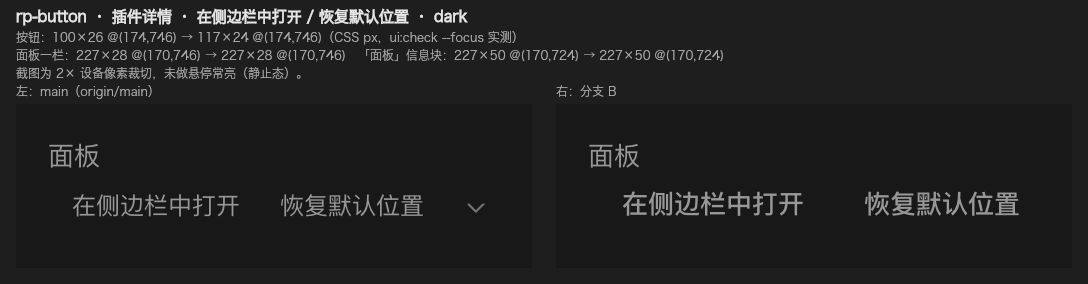 rp-button · 插件详情 · 在侧边栏中打开 / 恢复默认位置 · dark
按钮：100×26 @(174,746) → 117×24 @(174,746)（CSS px，ui:check --focus 实测）
面板一栏：227×28 @(170,746) → 227×28 @(170,746)　「面板」信息块：227×50 @(170,724) → 227×50 @(170,724)
截图为 2× 设备像素裁切，未做悬停常亮（静止态）。
左：main（origin/main）
右：分支 B
面板
面板
在侧边栏中打开 恢复默认位置
在侧边栏中打开 恢复默认位置